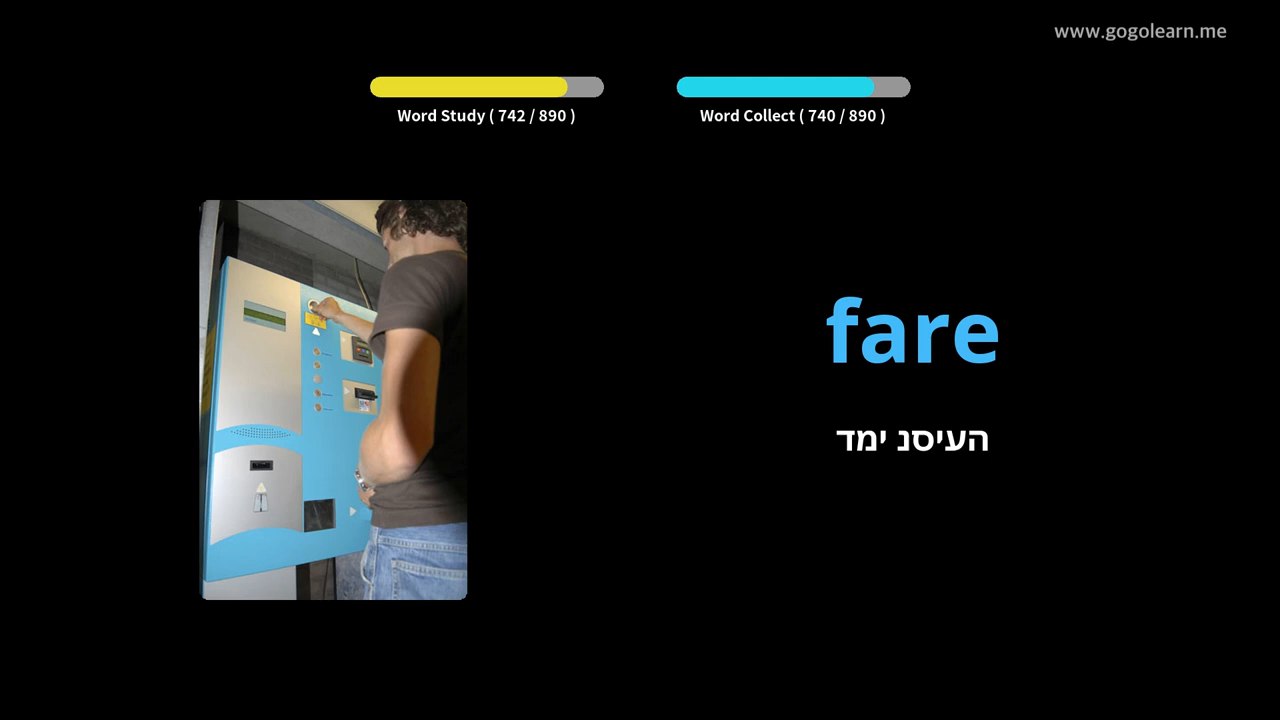 www.gogolearn.me
Word Study ( 742 / 890 )
Word Collect ( 740 / 890 )
fare
העיסנ ימד